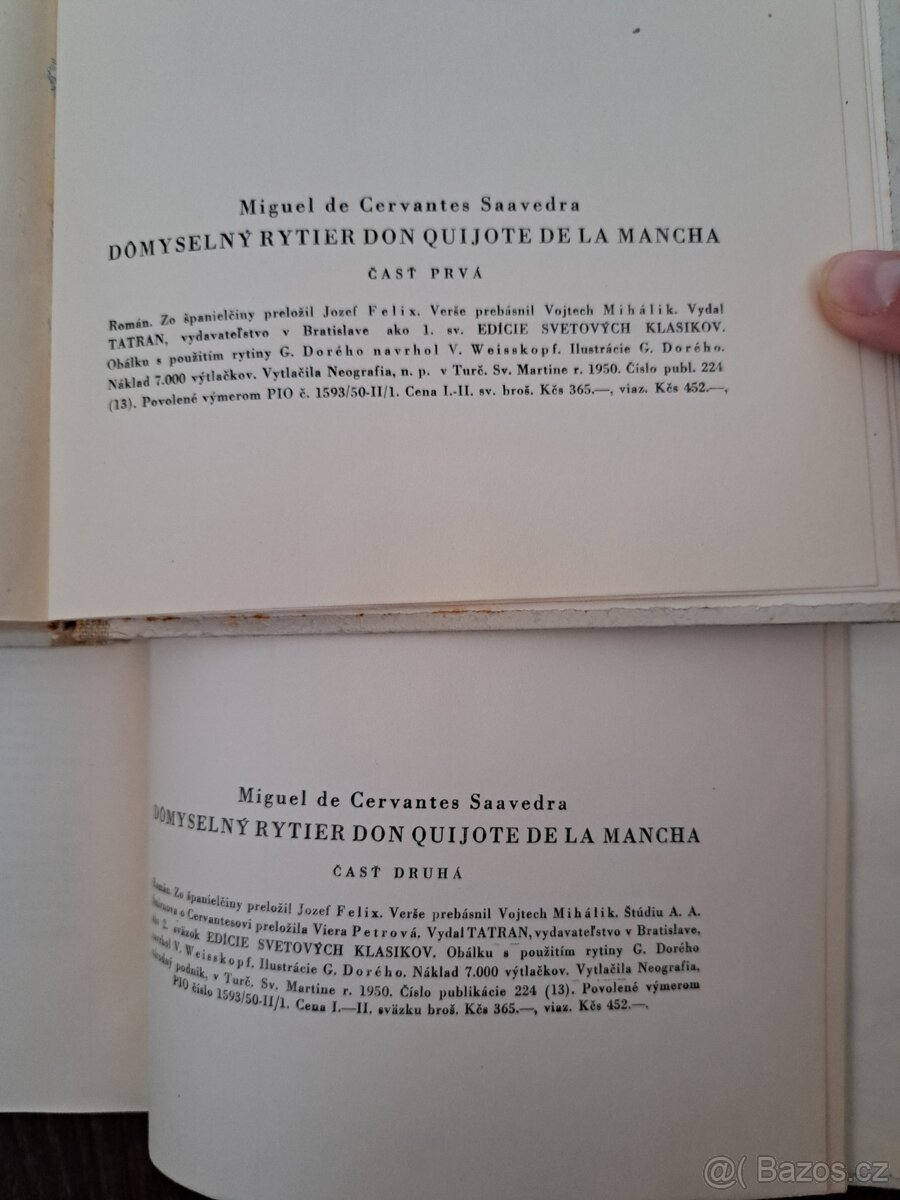 Miguel de Cervantes Saavedra
DÔMYSELNÝ RYTIER DON QUIJOTE DE LA MANCHA
ČASŤ PRVÁ
Román. Zo španielčiny preložil Jozef Felix. Verše prebásnil Vojtech Mihálik. Vydal
TATRAN, vydavateľstvo v Bratislave ako 1. sv. EDÍCIE SVETOVÝCH KLASIKOV.
Obálku s použitím rytiny G. Dorého navrhol V. Weisskopf. Ilustrácie G. Dorého.
Náklad 7.000 výtlačkov. Vytlačila Neografia, n. p. v Turč. Sv. Martine r. 1950. Číslo publ. 224
(13). Povolené výmerom PIO č. 1593/50-II/1. Cena I.-II. sv. broš. Kčs 365.—, viaz. Kčs 452.—,
Miguel de Cervantes Saavedra
DÔMYSELNÝ RYTIER DON QUIJOTE DE LA MANCHA
ČASŤ DRUHÁ
Román. Zo španielčiny preložil Jozef Felix. Verše prebásnil Vojtech Mihálik. Štúdiu A. A.
o Cervantesovi preložila Viera Petrová. Vydal TATRAN, vydavateľstvo v Bratislave,
ako 2. sväzok EDÍCIE SVETOVÝCH KLASIKOV. Obálku s použitím rytiny G. Dorého
navrhol V. Weisskopf. Ilustrácie G. Dorého. Náklad 7.000 výtlačkov. Vytlačila Neografia,
národný podnik, v Turč. Sv. Martine r. 1950. Číslo publikácie 224 (13). Povolené výmerom
PIO číslo 1593/50-II/1. Cena I.—II. sväzku broš. Kčs 365.—, viaz. Kčs 452.—.
@( Bazos.cz